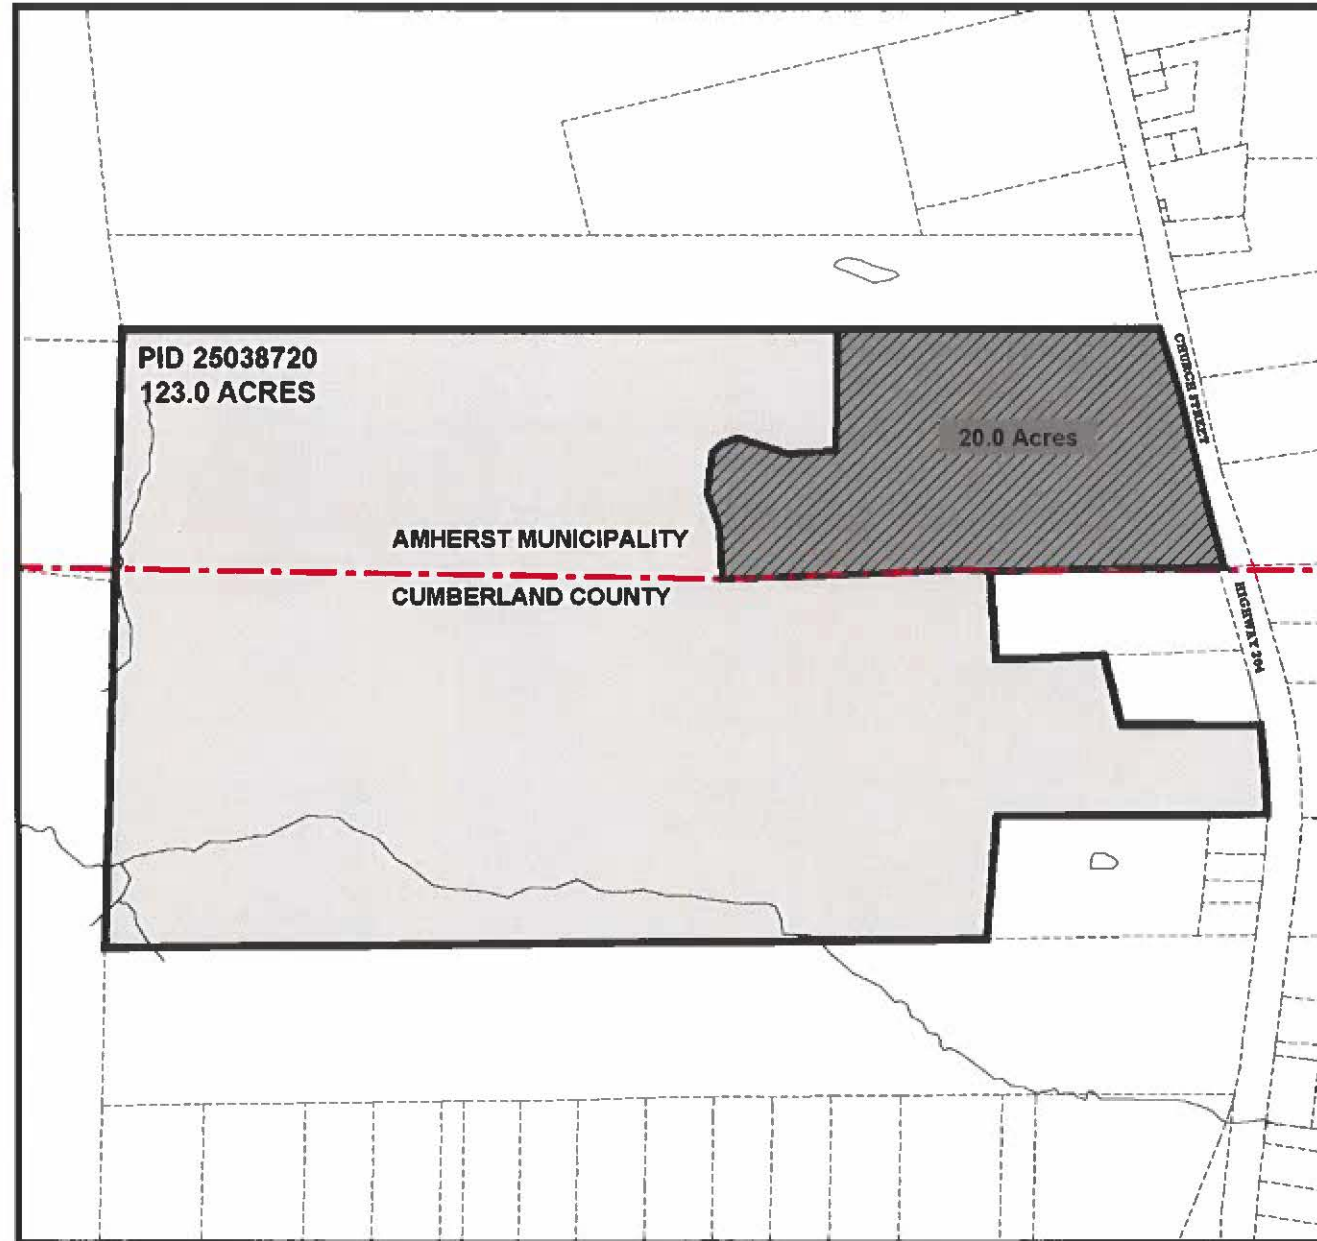 PID 25038720
123.0 ACRES
CHURCH STREET
20.0 Acres
AMHERST MUNICIPALITY
CUMBERLAND COUNTY
HIGHWAY 204